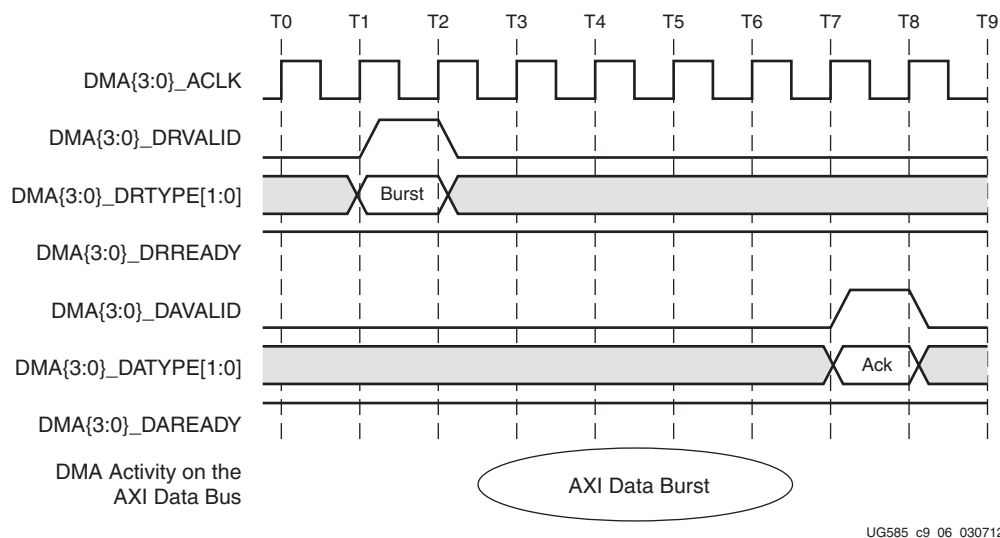 T0 T1 T2 T3 T4 T5 T6 T7 T8 T9
DMA{3:0}_ACLK
DMA{3:0}_DRVALID
DMA{3:0}_DRTYPE[1:0] Burst
DMA{3:0}_DRREADY
DMA{3:0}_DAVALID
DMA{3:0}_DATYPE[1:0] Ack
DMA{3:0}_DAREADY
DMA Activity on the
AXI Data Bus
AXI Data Burst
UG585_c9_06_030712